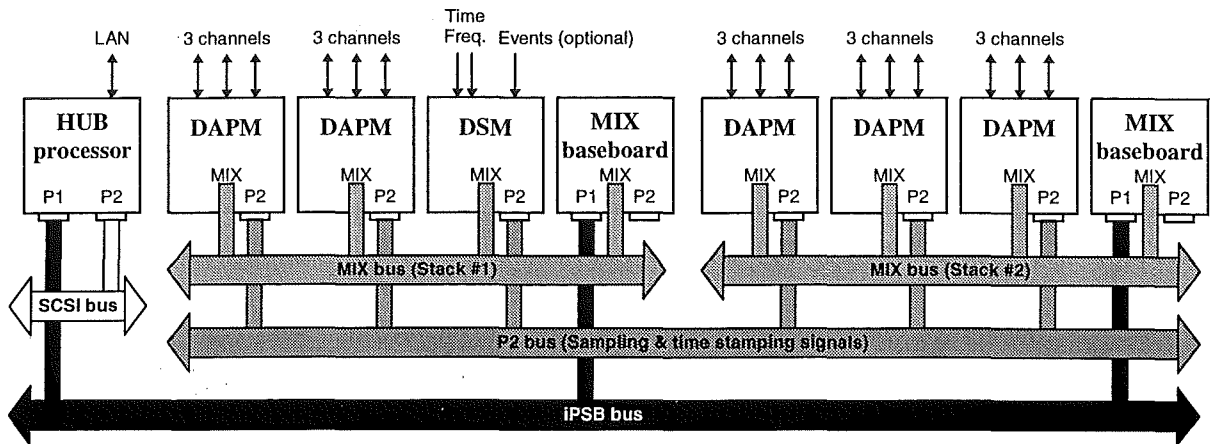 Time
Freq.
LAN
3 channels
3 channels
Events (optional)
3 channels
3 channels
3 channels
HUB
processor
DAPM
DAPM
DSM
MIX
baseboard
DAPM
DAPM
DAPM
MIX
baseboard
P1
P2
MIX
P2
MIX
P2
MIX
P2
P1
MIX
P2
MIX
P2
MIX
P2
MIX
P2
P1
MIX
P2
MIX bus (Stack #1)
MIX bus (Stack #2)
SCSI bus
P2 bus (Sampling & time stamping signals)
iPSB bus